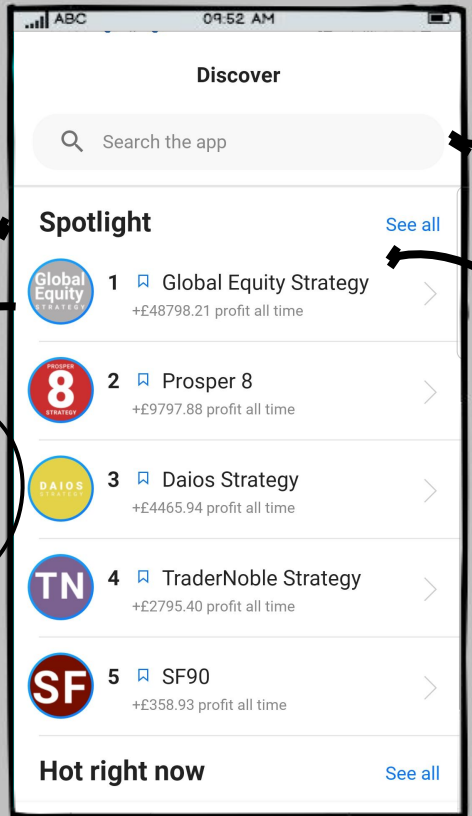 ABC 09:52 AM
Discover
Search the app
Spotlight See all
Global
Equity
STRATEGY
1 Global Equity Strategy
+£48798.21 profit all time
PROSPER
8
STRATEGY
2 Prosper 8
+£9797.88 profit all time
DAIOS
STRATEGY
3 Daios Strategy
+£4465.94 profit all time
TN
4 TraderNoble Strategy
+£2795.40 profit all time
SF
5 SF90
+£358.93 profit all time
Hot right now See all